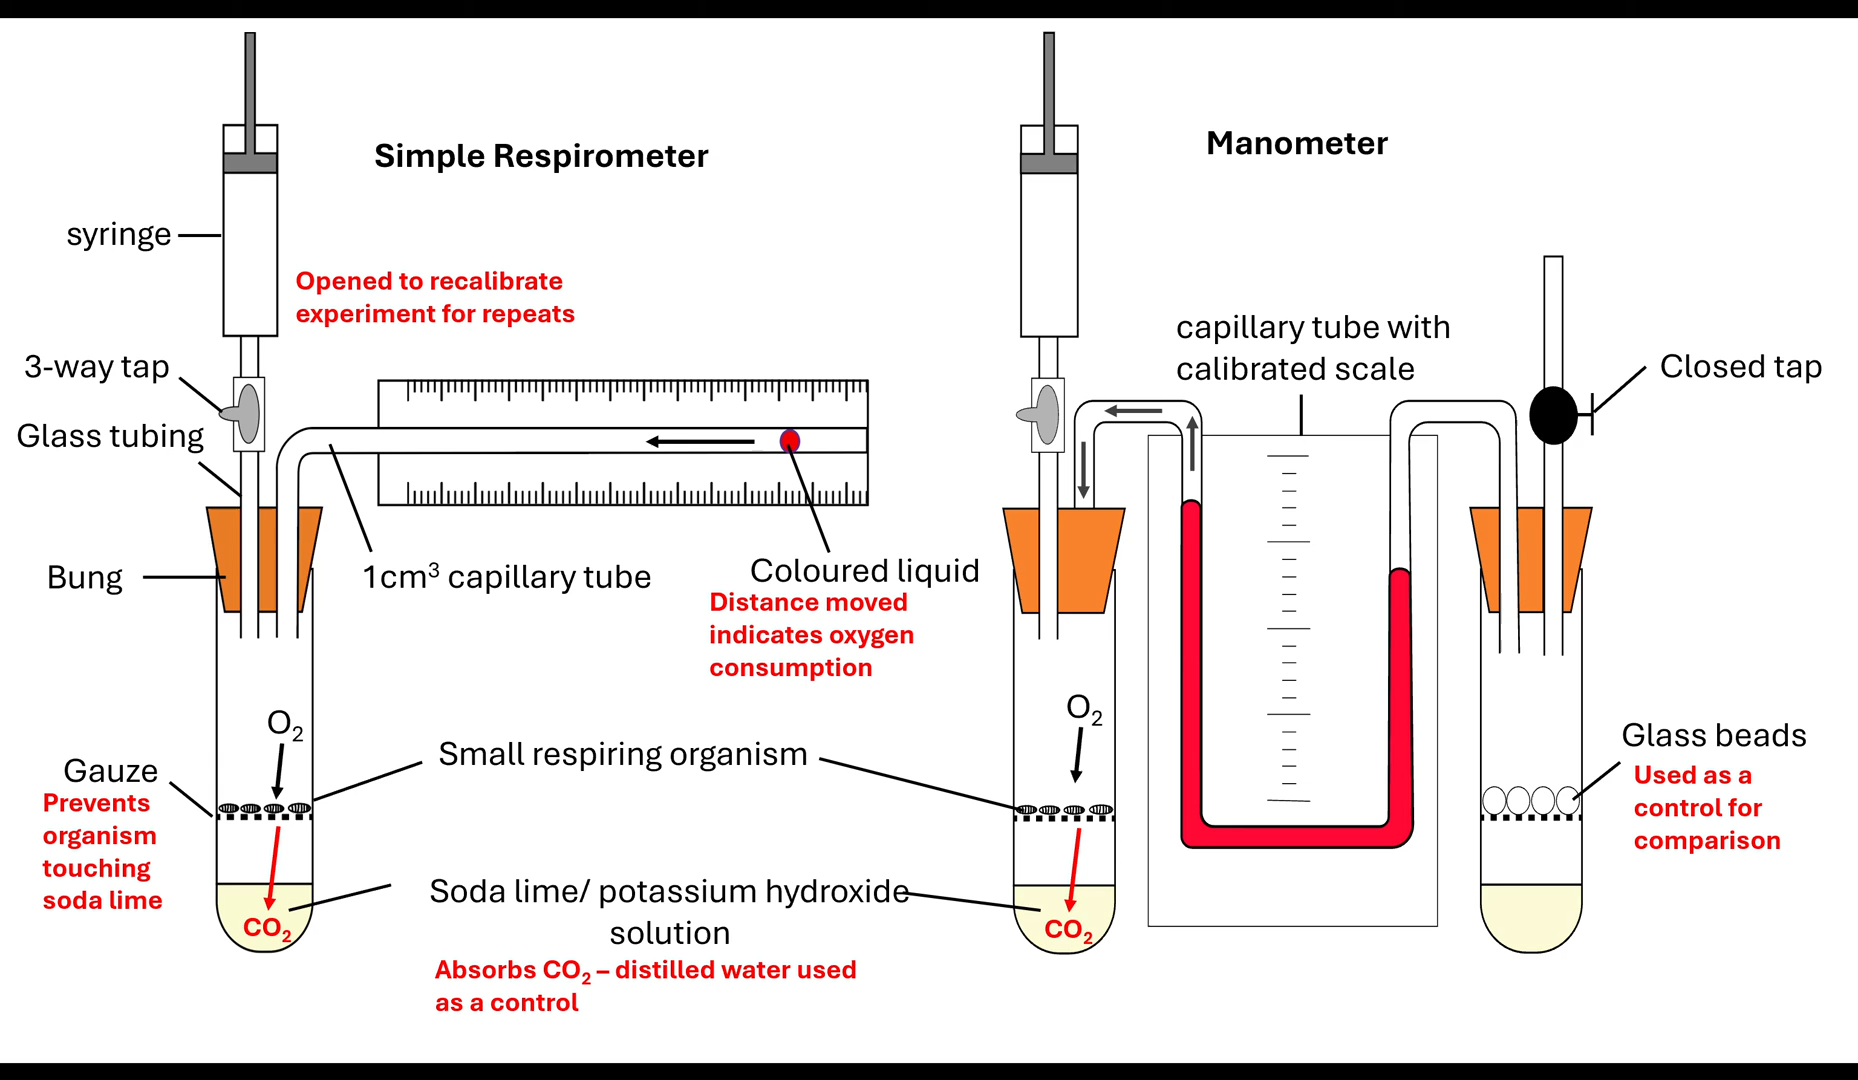 Simple Respirometer
Manometer
syringe
Opened to recalibrate
experiment for repeats
3-way tap
Glass tubing
Bung
1cm³ capillary tube
Coloured liquid
Distance moved
indicates oxygen
consumption
capillary tube with
calibrated scale
Closed tap
O₂
O₂
Gauze
Prevents
organism
touching
soda lime
Small respiring organism
Glass beads
Used as a
control for
comparison
CO₂
Soda lime/ potassium hydroxide
solution
CO₂
Absorbs CO₂ – distilled water used
as a control